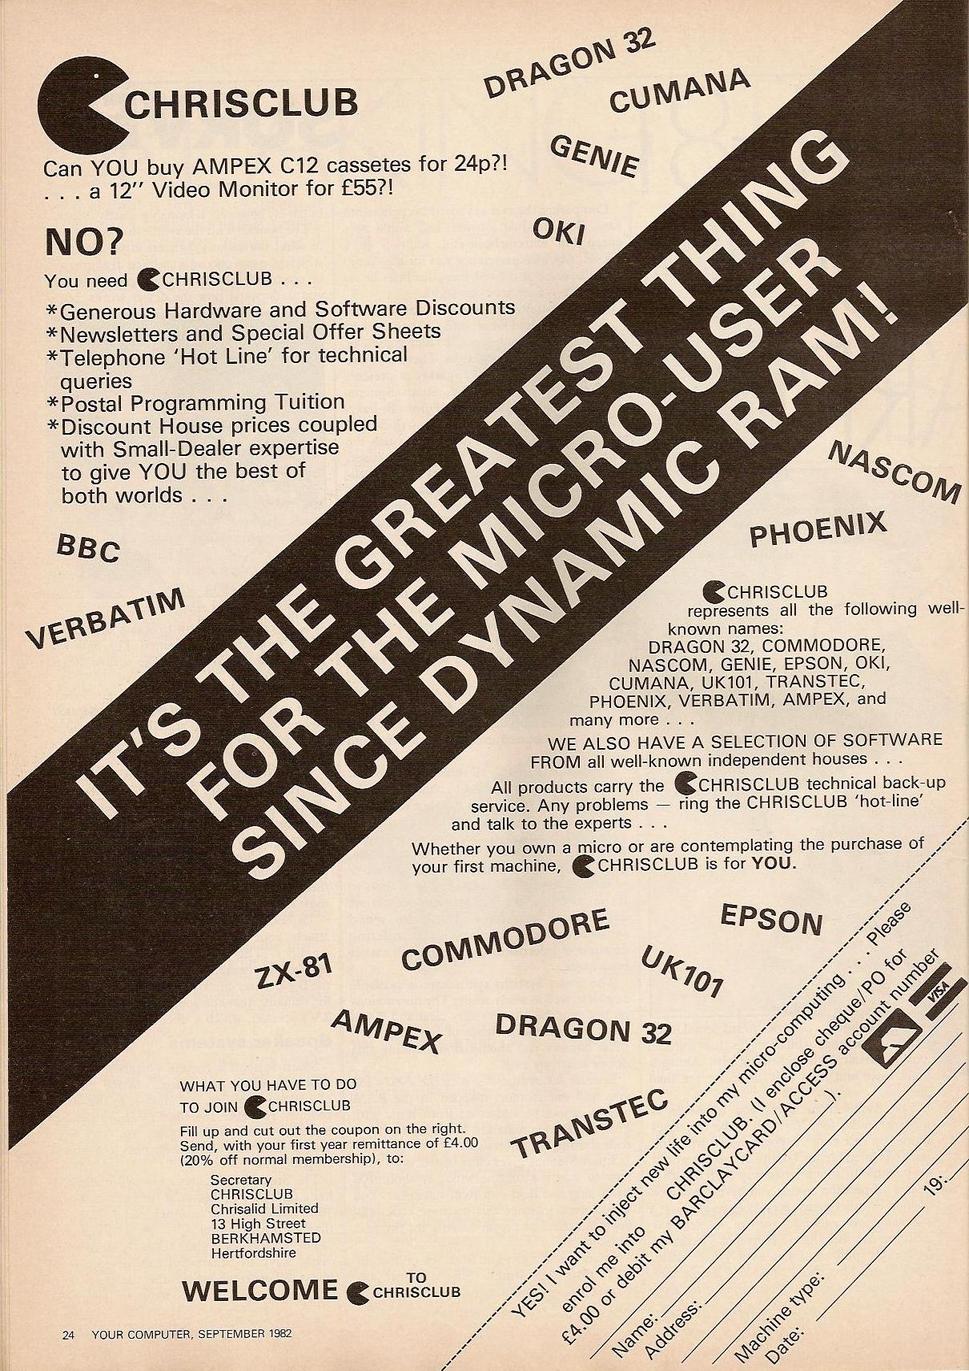 CHRISCLUB
Can YOU buy AMPEX C12 cassetes for 24p?!
. . . a 12″ Video Monitor for £55?!
NO?
You need CHRISCLUB . . .
*Generous Hardware and Software Discounts
*Newsletters and Special Offer Sheets
*Telephone ‘Hot Line’ for technical
queries
*Postal Programming Tuition
*Discount House prices coupled
with Small-Dealer expertise
to give YOU the best of
both worlds . . .
DRAGON 32
CUMANA
GENIE
OKI
BBC
VERBATIM
IT’S THE GREATEST THING
FOR THE MICRO-USER
SINCE DYNAMIC RAM!
NASCOM
PHOENIX
CHRISCLUB
represents all the following well-
known names:
DRAGON 32, COMMODORE,
NASCOM, GENIE, EPSON, OKI,
CUMANA, UK101, TRANSTEC,
PHOENIX, VERBATIM, AMPEX, and
many more . . .
WE ALSO HAVE A SELECTION OF SOFTWARE
FROM all well-known independent houses . . .
All products carry the CHRISCLUB technical back-up
service. Any problems — ring the CHRISCLUB ‘hot-line’
and talk to the experts . . .
Whether you own a micro or are contemplating the purchase of
your first machine, CHRISCLUB is for YOU.
ZX-81
COMMODORE
EPSON
UK101
AMPEX
DRAGON 32
TRANSTEC
WHAT YOU HAVE TO DO
TO JOIN CHRISCLUB
Fill up and cut out the coupon on the right.
Send, with your first year remittance of £4.00
(20% off normal membership), to:
Secretary
CHRISCLUB
Chrisalid Limited
13 High Street
BERKHAMSTED
Hertfordshire
WELCOME TO CHRISCLUB
YES! I want to inject new life into my micro-computing . . . Please
enrol me into CHRISCLUB. (I enclose cheque/PO for
£4.00 or debit my BARCLAYCARD/ACCESS account number
).
VISA
Name:
Address:
Machine type:
Date: 19:
24 YOUR COMPUTER, SEPTEMBER 1982